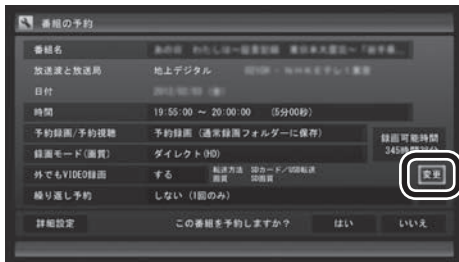 番組の予約
番組名
放送波と放送局 地上デジタル
日付
時間 19:55:00 ～ 20:00:00 (5分00秒)
予約録画/予約視聴 予約録画 (通常録画フォルダーに保存)
録画可能時間
録画モード(画質) ダイレクト(HD)
外でもVIDEO録画 する 転送方法 SDカード/USB転送
画質 SD画質
変更
繰り返し予約 しない (1回のみ)
詳細設定 この番組を予約しますか? はい いいえ